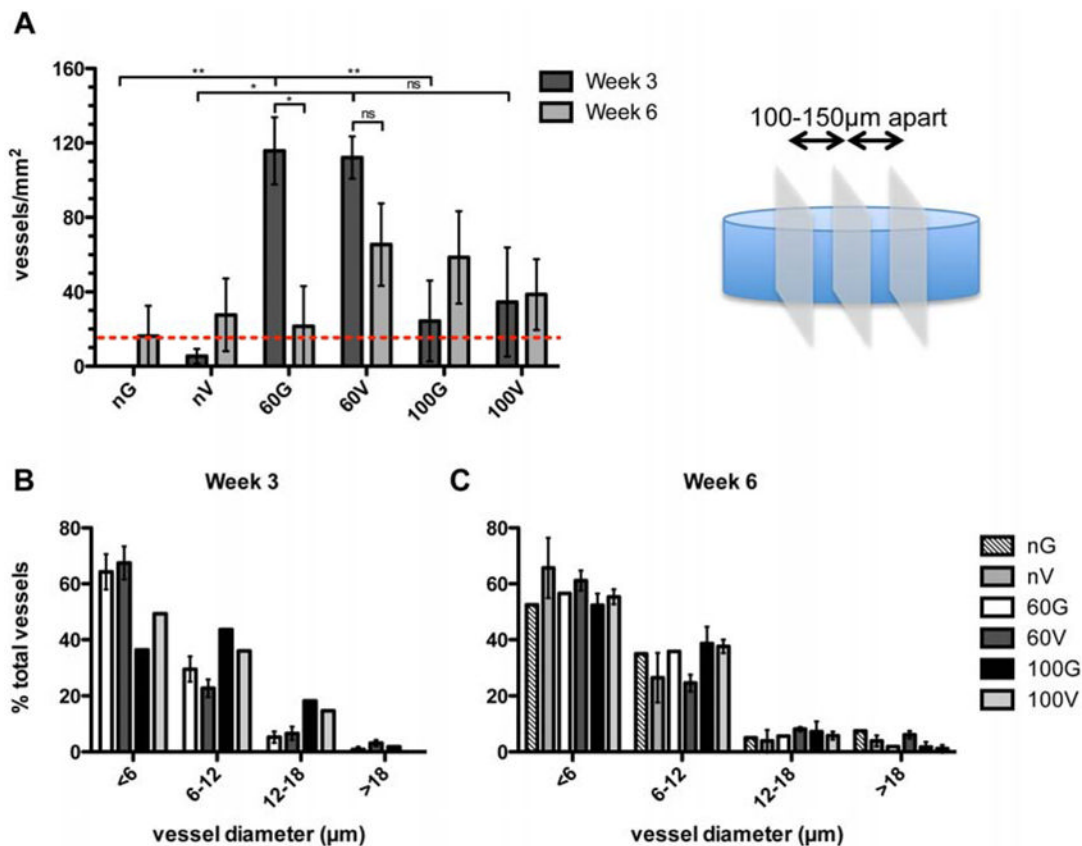 A
160
120
80
40
0
vessels/mm²
** **
* ns
* ns
Week 3
Week 6
nG nV 60G 60V 100G 100V
100-150µm apart
B
Week 3
80
60
40
20
0
% total vessels
<6 6-12 12-18 >18
vessel diameter (µm)
C
Week 6
80
60
40
20
0
<6 6-12 12-18 >18
vessel diameter (µm)
nG
nV
60G
60V
100G
100V